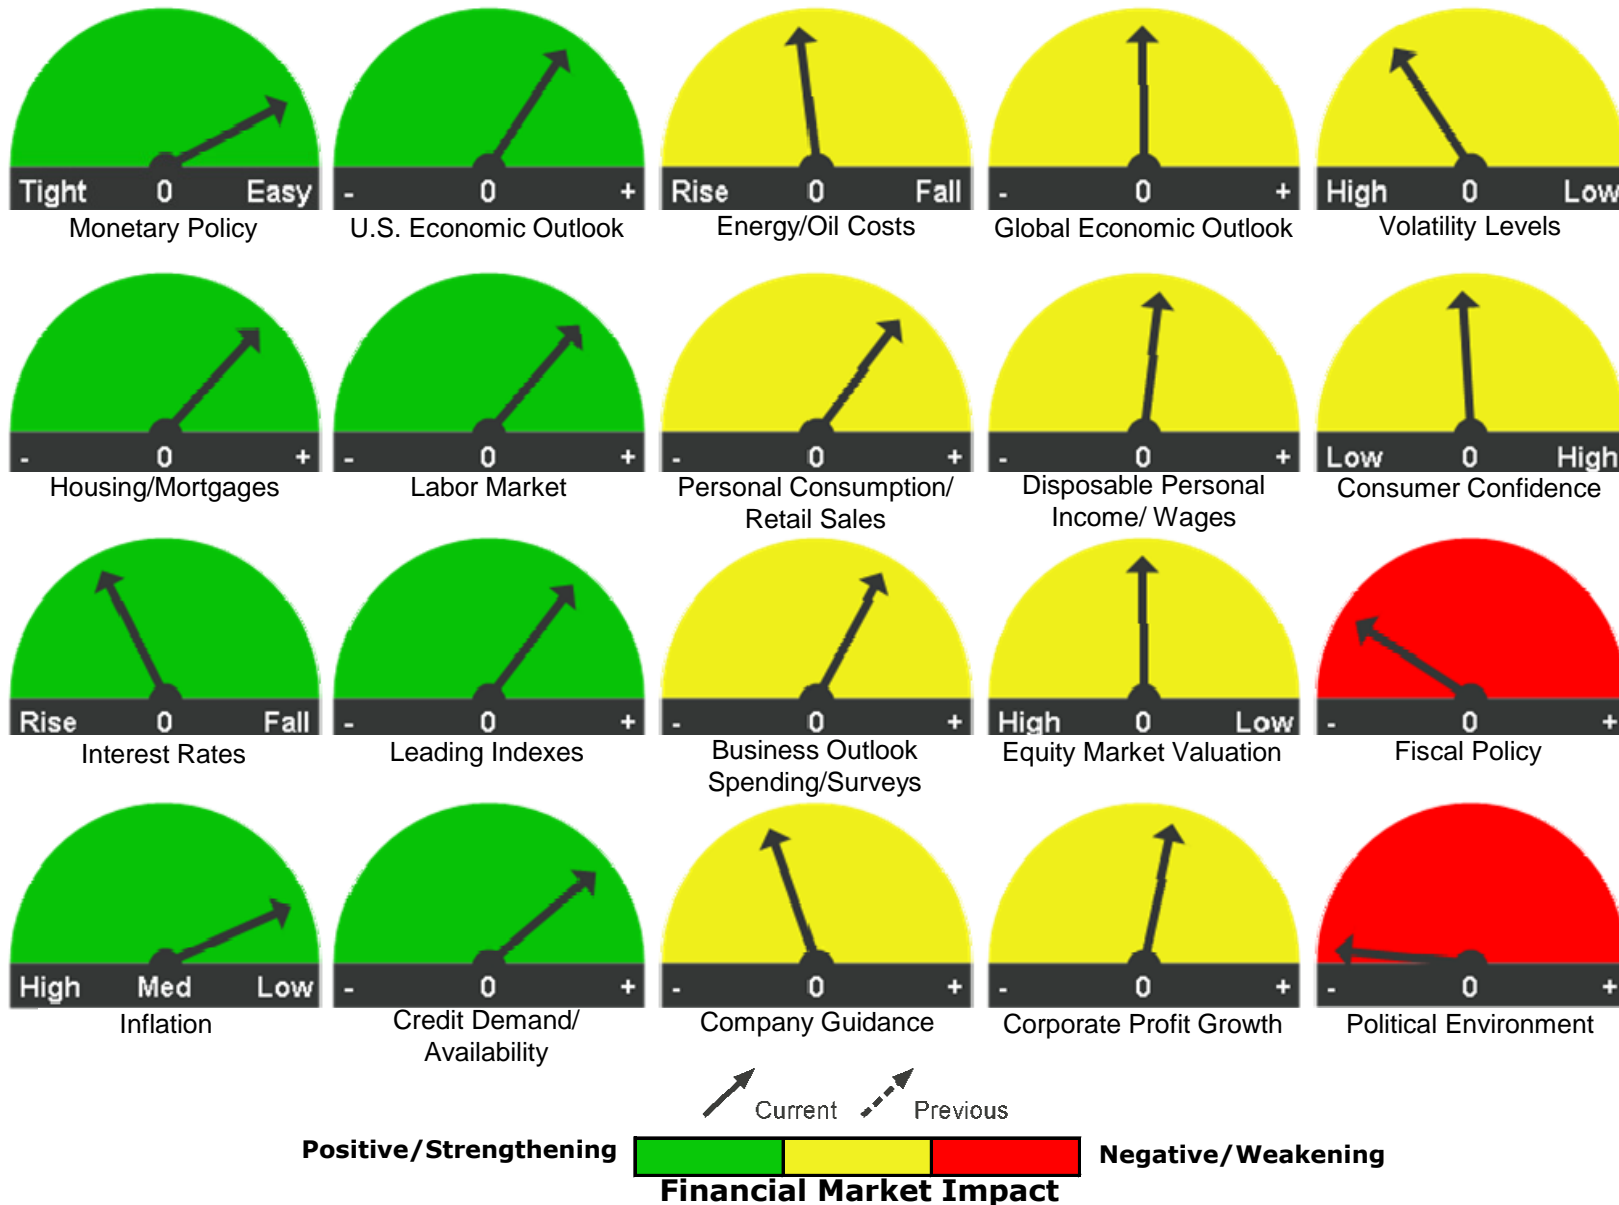 Tight 0 Easy
Monetary Policy
- 0 +
U.S. Economic Outlook
Rise 0 Fall
Energy/Oil Costs
- 0 +
Global Economic Outlook
High 0 Low
Volatility Levels
- 0 +
Housing/Mortgages
- 0 +
Labor Market
- 0 +
Personal Consumption/
Retail Sales
- 0 +
Disposable Personal
Income/ Wages
Low 0 High
Consumer Confidence
Rise 0 Fall
Interest Rates
- 0 +
Leading Indexes
- 0 +
Business Outlook
Spending/Surveys
High 0 Low
Equity Market Valuation
- 0 +
Fiscal Policy
High Med Low
Inflation
- 0 +
Credit Demand/
Availability
- 0 +
Company Guidance
- 0 +
Corporate Profit Growth
- 0 +
Political Environment
Current Previous
Positive/Strengthening Negative/Weakening
Financial Market Impact